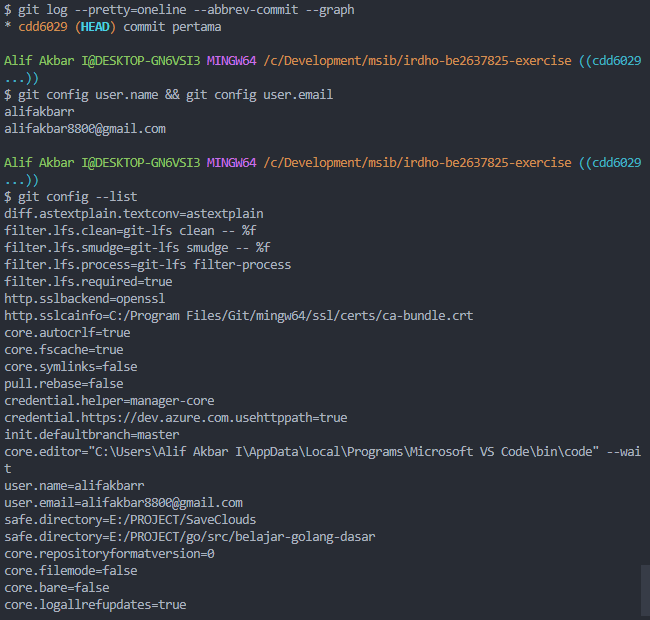 $ git log --pretty=oneline --abbrev-commit --graph
* cdd6029 (HEAD) commit pertama
Alif Akbar I@DESKTOP-GN6VSI3 MINGW64 /c/Development/msib/irdho-be2637825-exercise ((cdd6029
...))
$ git config user.name && git config user.email
alifakbarr
alifakbar8800@gmail.com
Alif Akbar I@DESKTOP-GN6VSI3 MINGW64 /c/Development/msib/irdho-be2637825-exercise ((cdd6029
...))
$ git config --list
diff.astextplain.textconv=astextplain
filter.lfs.clean=git-lfs clean -- %f
filter.lfs.smudge=git-lfs smudge -- %f
filter.lfs.process=git-lfs filter-process
filter.lfs.required=true
http.sslbackend=openssl
http.sslcainfo=C:/Program Files/Git/mingw64/ssl/certs/ca-bundle.crt
core.autocrlf=true
core.fscache=true
core.symlinks=false
pull.rebase=false
credential.helper=manager-core
credential.https://dev.azure.com.usehttppath=true
init.defaultbranch=master
core.editor="C:\Users\Alif Akbar I\AppData\Local\Programs\Microsoft VS Code\bin\code" --wai
t
user.name=alifakbarr
user.email=alifakbar8800@gmail.com
safe.directory=E:/PROJECT/SaveClouds
safe.directory=E:/PROJECT/go/src/belajar-golang-dasar
core.repositoryformatversion=0
core.filemode=false
core.bare=false
core.logallrefupdates=true